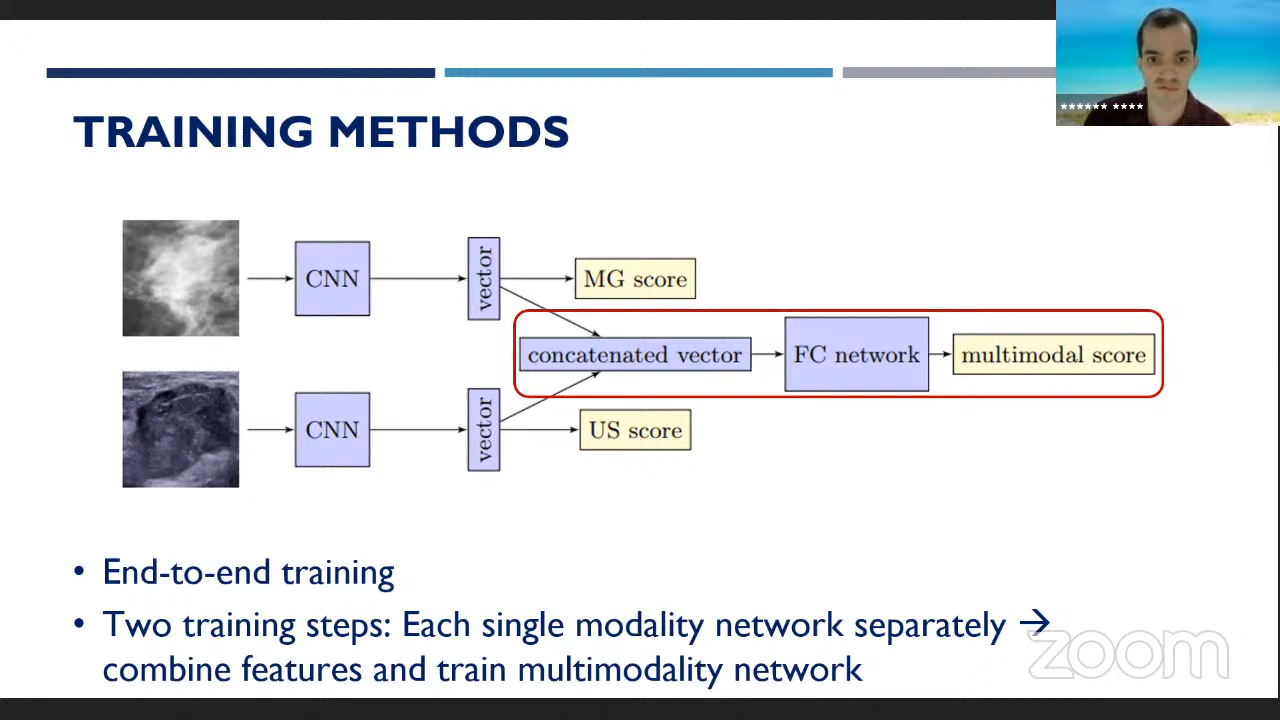 ****** ****
TRAINING METHODS
CNN
vector
MG score
concatenated vector
FC network
multimodal score
CNN
vector
US score
• End-to-end training
• Two training steps: Each single modality network separately →
combine features and train multimodality network
zoom